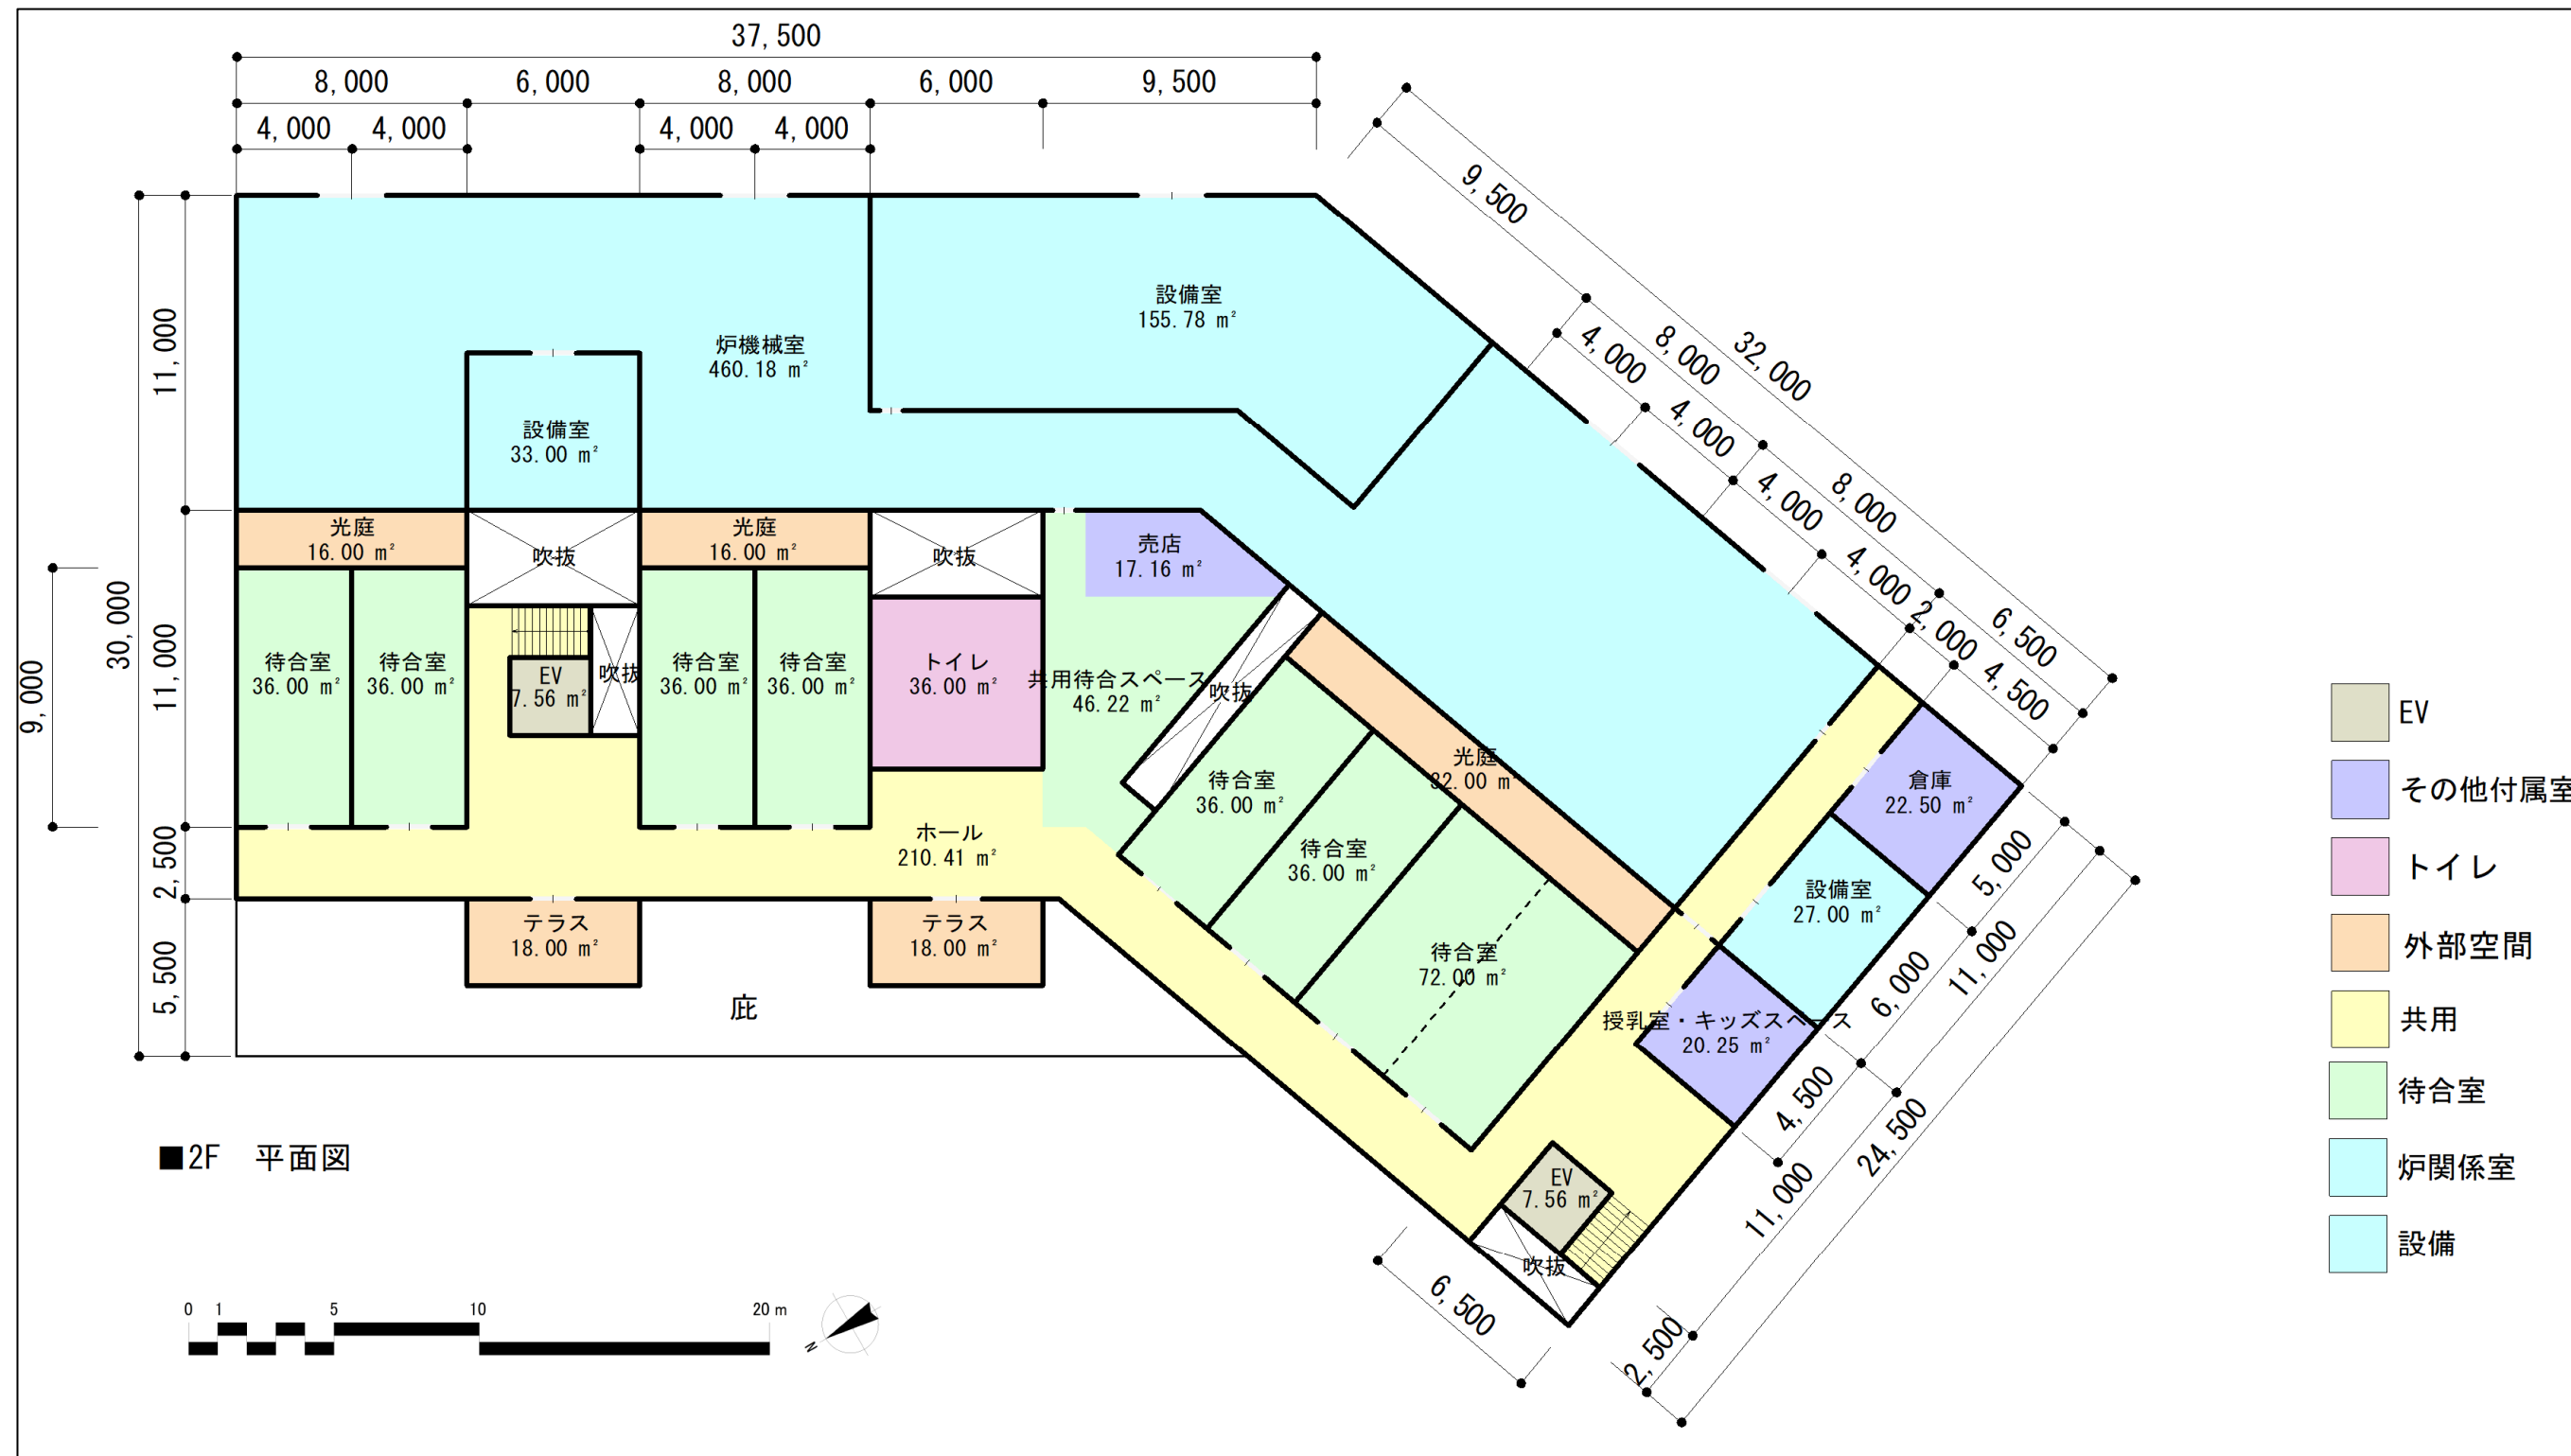 37,500
8,000
6,000
8,000
6,000
9,500
4,000
4,000
4,000
4,000
9,500
4,000
8,000
32,000
4,000
4,000
8,000
4,000
2,000
6,500
4,500
11,000
30,000
11,000
9,000
2,500
5,500
設備室
155.78 m²
炉機械室
460.18 m²
設備室
33.00 m²
光庭
16.00 m²
吹抜
光庭
16.00 m²
吹抜
売店
17.16 m²
待合室
36.00 m²
待合室
36.00 m²
EV
7.56 m²
吹抜
待合室
36.00 m²
待合室
36.00 m²
トイレ
36.00 m²
共用待合スペース
46.22 m²
吹抜
光庭
32.00 m²
待合室
36.00 m²
待合室
36.00 m²
待合室
72.00 m²
ホール
210.41 m²
テラス
18.00 m²
テラス
18.00 m²
庇
倉庫
22.50 m²
設備室
27.00 m²
授乳室・キッズスペース
20.25 m²
EV
7.56 m²
吹抜
5,000
6,000
11,000
4,500
24,500
11,000
2,500
6,500
■2F 平面図
0 1 5 10 20 m
N
EV
その他付属室
トイレ
外部空間
共用
待合室
炉関係室
設備